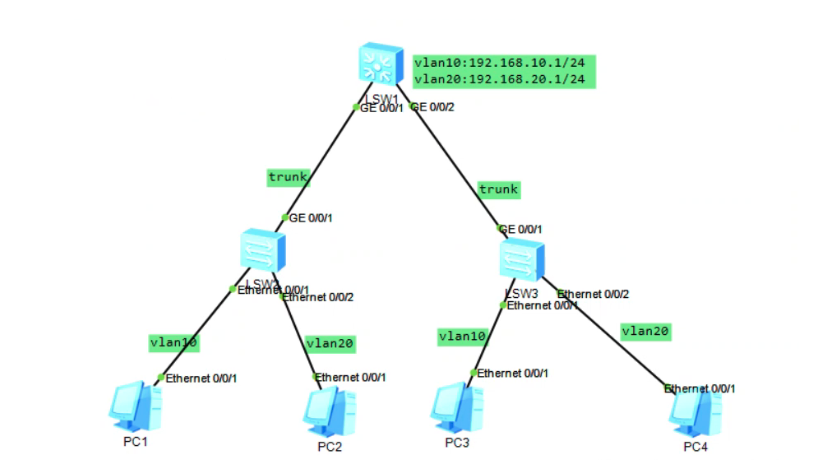 vlan10:192.168.10.1/24
vlan20:192.168.20.1/24
LSW1
GE 0/0/1
GE 0/0/2
trunk
trunk
GE 0/0/1
GE 0/0/1
LSW2
Ethernet 0/0/1
Ethernet 0/0/2
LSW3
Ethernet 0/0/1
Ethernet 0/0/2
vlan10
vlan20
vlan10
vlan20
Ethernet 0/0/1
Ethernet 0/0/1
Ethernet 0/0/1
Ethernet 0/0/1
PC1
PC2
PC3
PC4